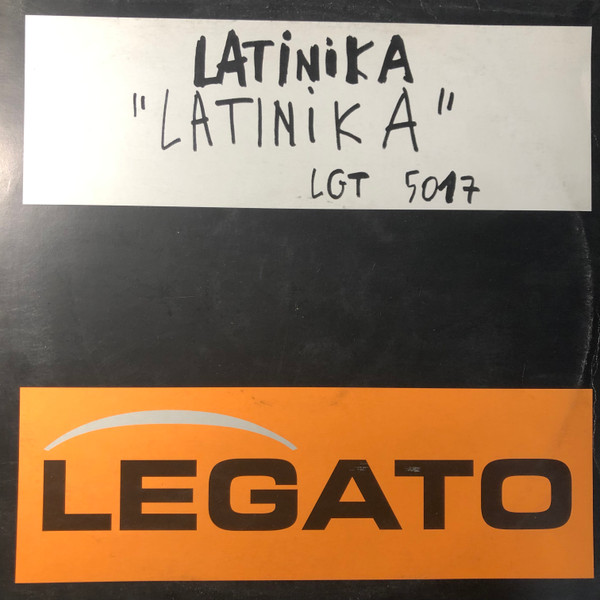 LATINIKA
"LATINIKA"
LGT 5017
LEGATO